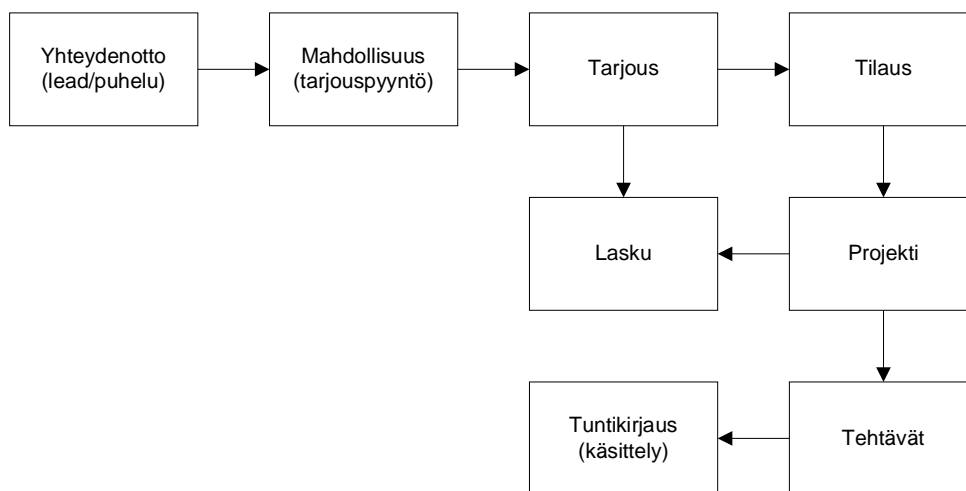 Yhteydenotto
(lead/puhelu)
Mahdollisuus
(tarjouspyyntö)
Tarjous
Tilaus
Lasku
Projekti
Tuntikirjaus
(käsittely)
Tehtävät